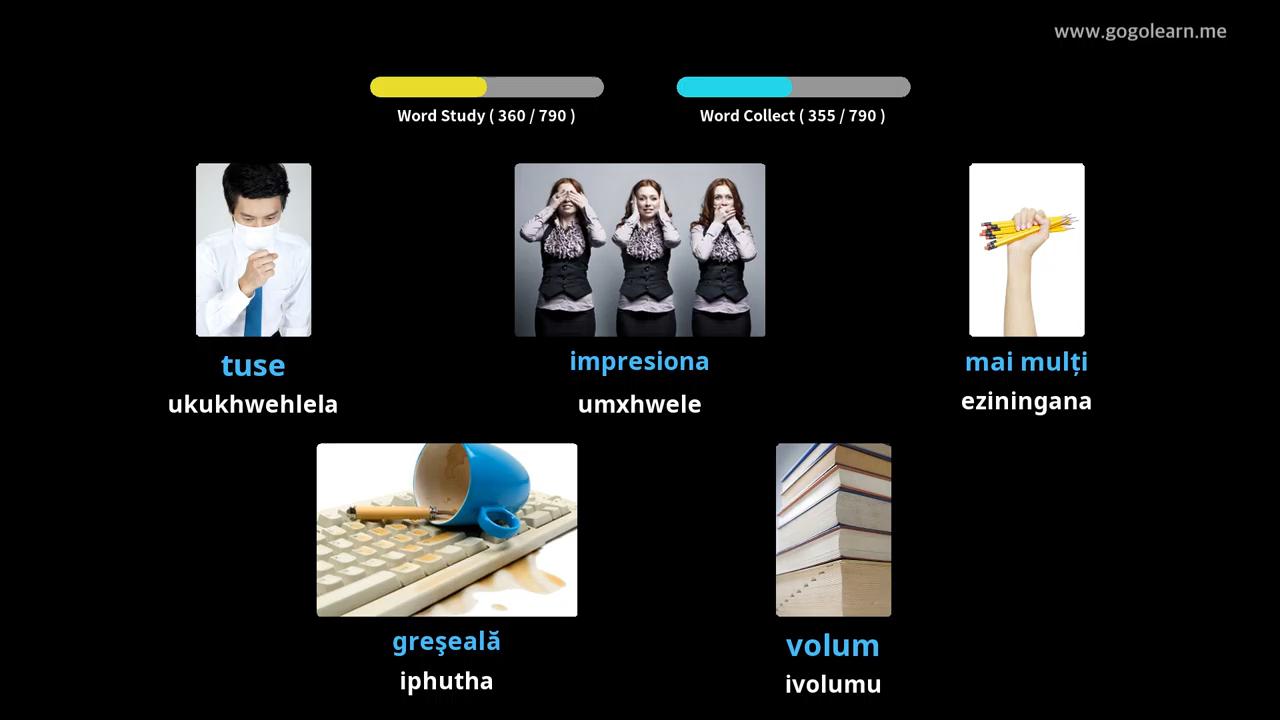 www.gogolearn.me
Word Study ( 360 / 790 )
Word Collect ( 355 / 790 )
tuse
ukukhwehlela
impresiona
umxhwele
mai mulți
eziningana
greşeală
iphutha
volum
ivolumu